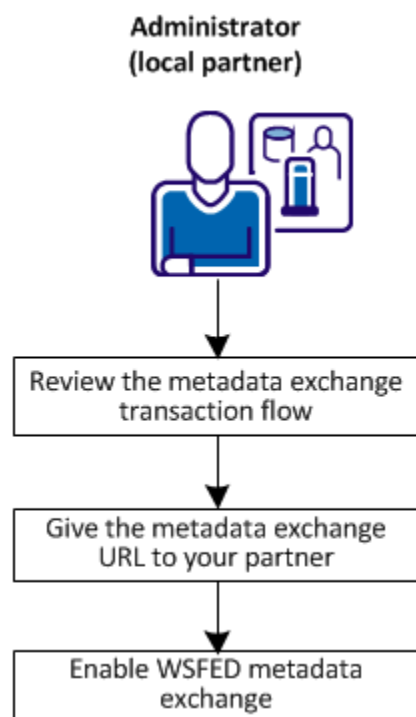 Administrator
(local partner)
Review the metadata exchange
transaction flow
Give the metadata exchange
URL to your partner
Enable WSFED metadata
exchange